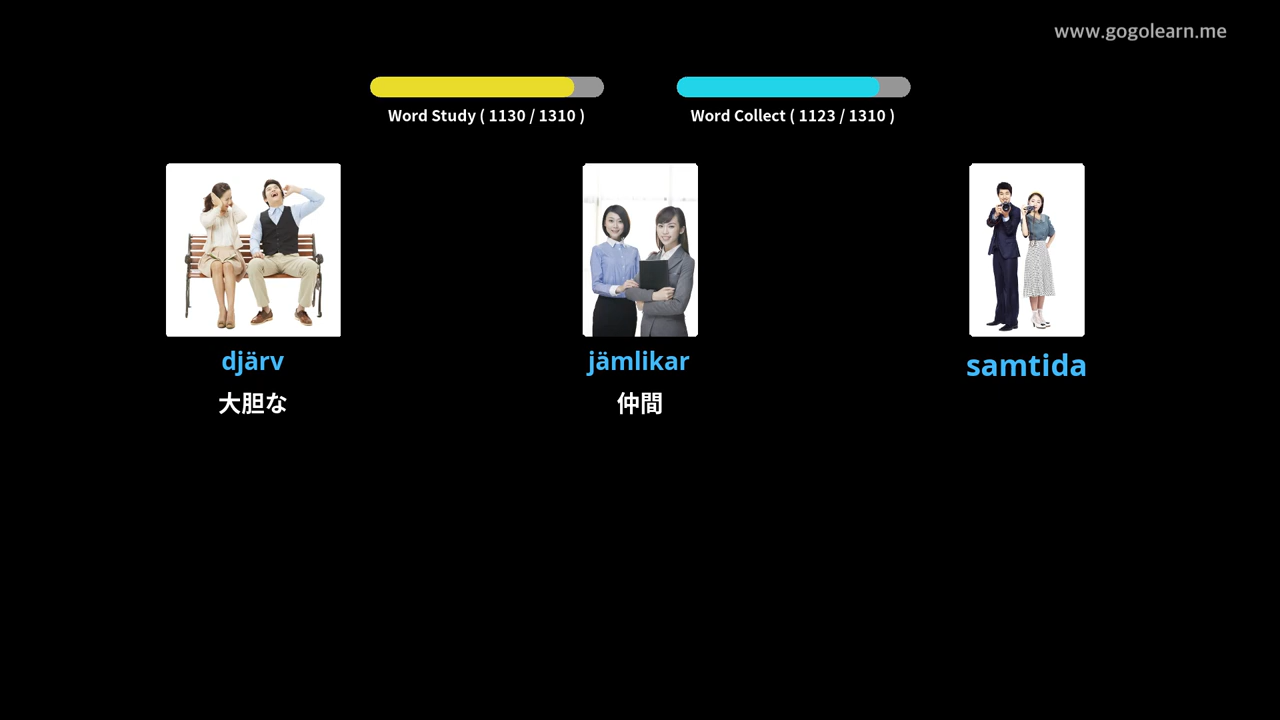 www.gogolearn.me
Word Study ( 1130 / 1310 )
Word Collect ( 1123 / 1310 )
djärv
jämlikar
samtida
大胆な
仲間